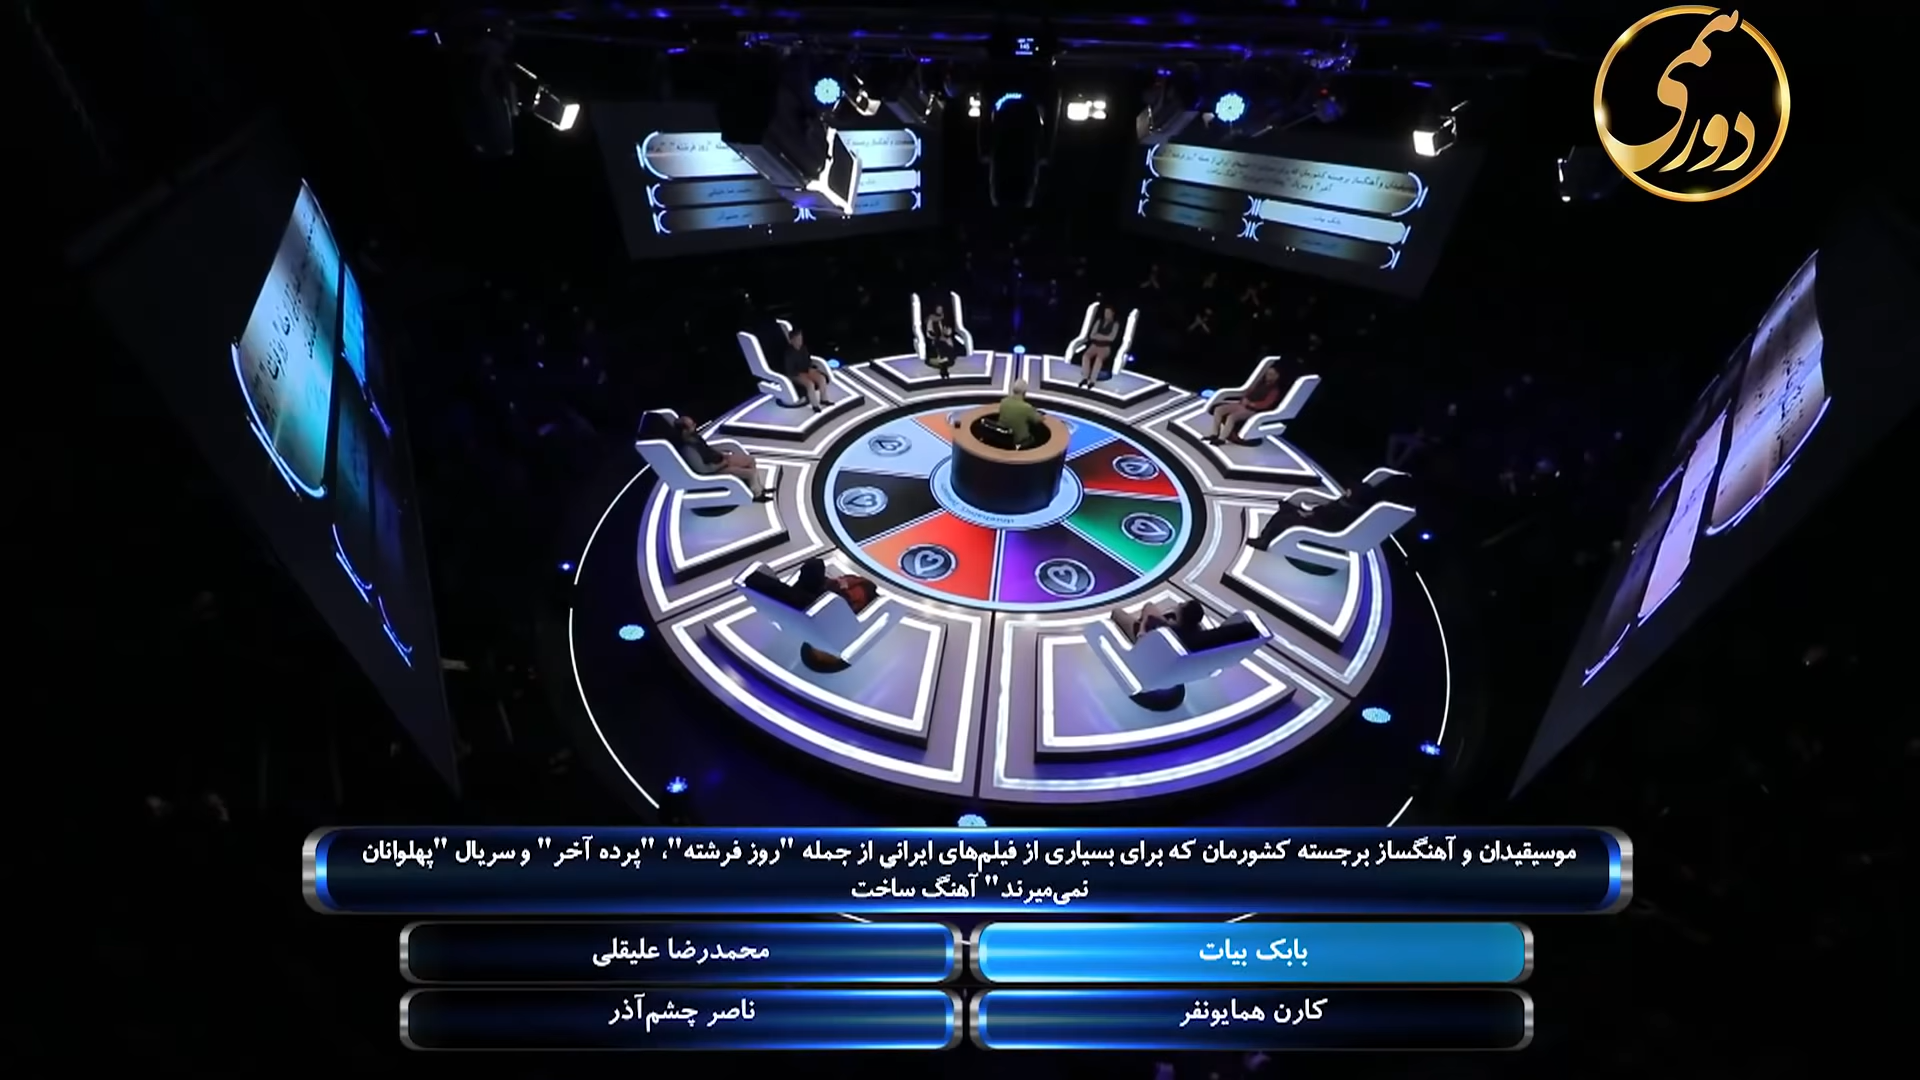 دورهمی
موسیقیدان و آهنگساز برجسته کشورمان که برای بسیاری از فیلم‌های ایرانی از جمله "روز فرشته"، "پرده آخر" و سریال "پهلوانان
نمی‌میرند" آهنگ ساخت
بابک بیات
محمدرضا علیقلی
کارن همایونفر
ناصر چشم‌آذر